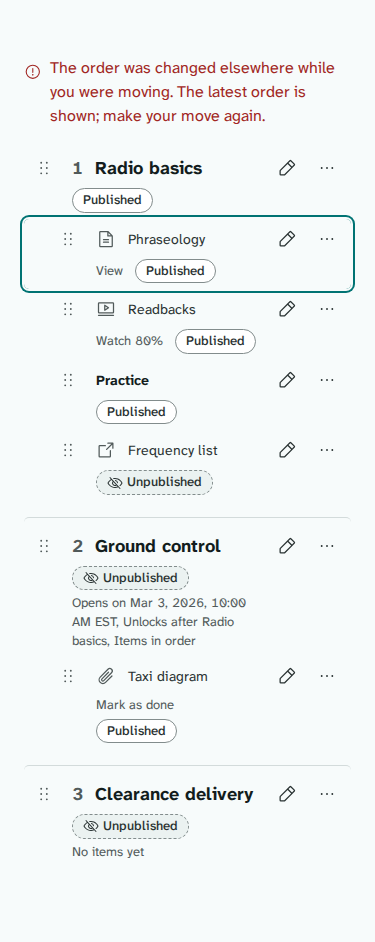 The order was changed elsewhere while
you were moving. The latest order is
shown; make your move again.
1 Radio basics
Published
Phraseology
View Published
Readbacks
Watch 80% Published
Practice
Published
Frequency list
Unpublished
2 Ground control
Unpublished
Opens on Mar 3, 2026, 10:00
AM EST, Unlocks after Radio
basics, Items in order
Taxi diagram
Mark as done
Published
3 Clearance delivery
Unpublished
No items yet